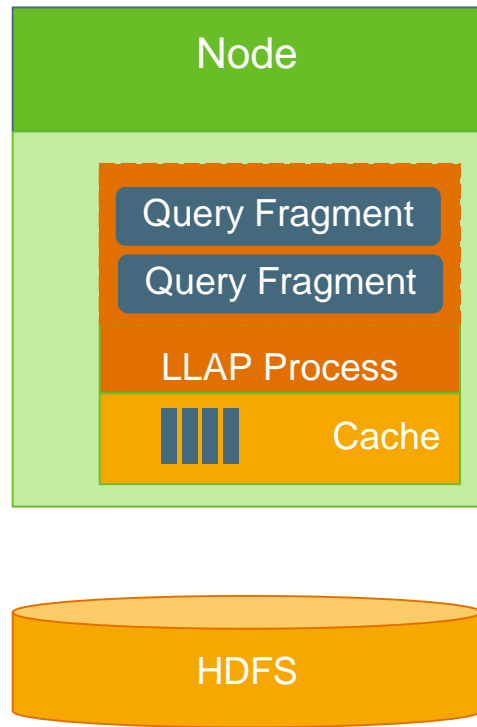 Node
Query Fragment
Query Fragment
LLAP Process
Cache
HDFS